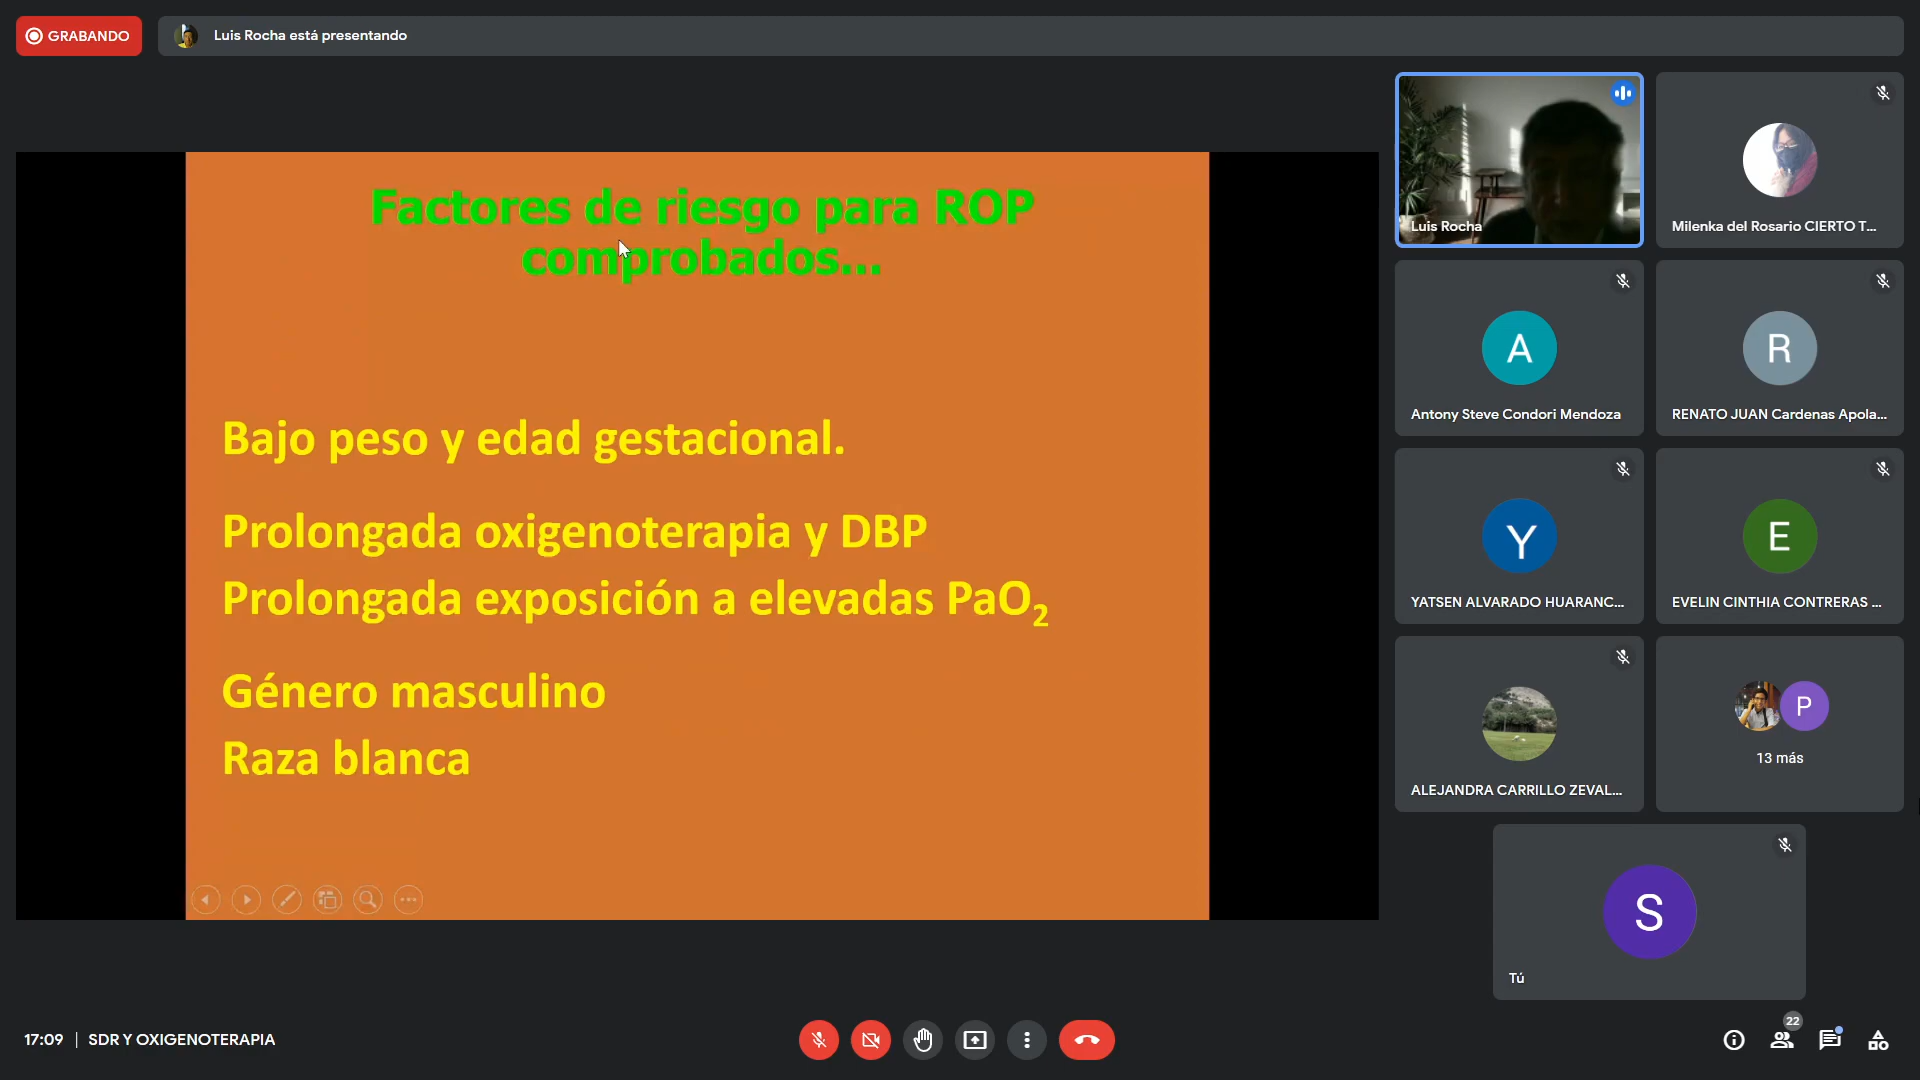 GRABANDO
Luis Rocha está presentando
Factores de riesgo para ROP
comprobados...
Bajo peso y edad gestacional.
Prolongada oxigenoterapia y DBP
Prolongada exposición a elevadas PaO₂
Género masculino
Raza blanca
Luis Rocha
Milenka del Rosario CIERTO T...
A
Antony Steve Condori Mendoza
R
RENATO JUAN Cardenas Apola...
Y
YATSEN ALVARADO HUARANC...
E
EVELIN CINTHIA CONTRERAS ...
ALEJANDRA CARRILLO ZEVAL...
P
13 más
S
Tú
17:09 | SDR Y OXIGENOTERAPIA
22